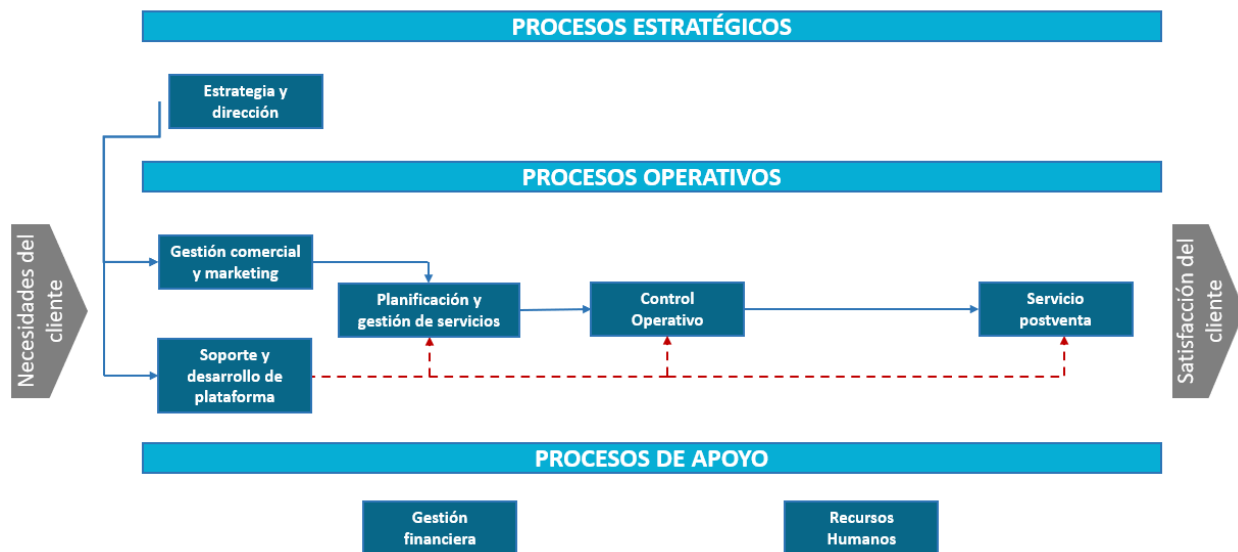 PROCESOS ESTRATÉGICOS
Estrategia y
dirección
PROCESOS OPERATIVOS
Necesidades del
cliente
Gestión comercial
y marketing
Planificación y
gestión de servicios
Control
Operativo
Servicio
postventa
Soporte y
desarrollo de
plataforma
Satisfacción del
cliente
PROCESOS DE APOYO
Gestión
financiera
Recursos
Humanos